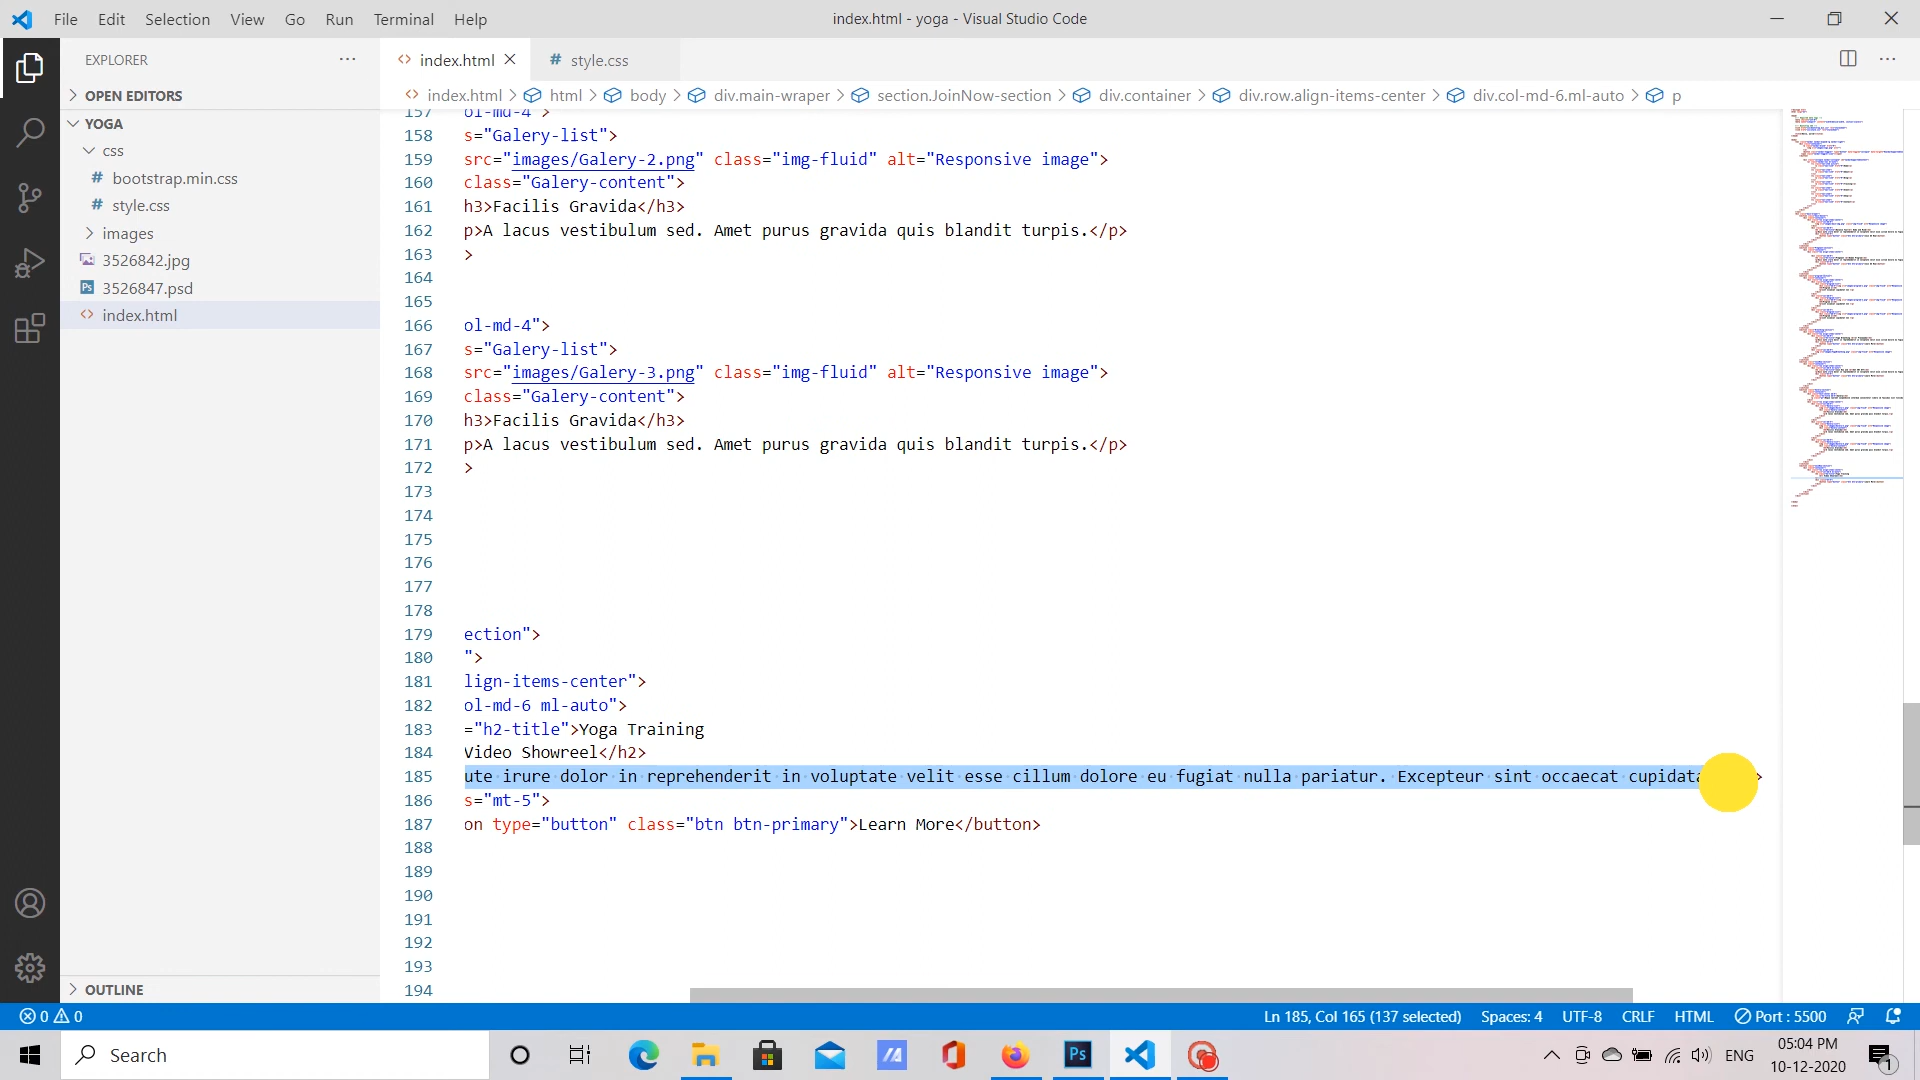 File Edit Selection View Go Run Terminal Help
index.html - yoga - Visual Studio Code
EXPLORER
index.html
style.css
OPEN EDITORS
index.html html body div.main-wraper section.JoinNow-section div.container div.row.align-items-center div.col-md-6.ml-auto p
YOGA
css
bootstrap.min.css
style.css
images
3526842.jpg
3526847.psd
index.html
OUTLINE
157 ol-md-4">
158 s="Galery-list">
159 src="images/Galery-2.png" class="img-fluid" alt="Responsive image">
160 class="Galery-content">
161 h3>Facilis Gravida</h3>
162 p>A lacus vestibulum sed. Amet purus gravida quis blandit turpis.</p>
163 >
164
165
166 ol-md-4">
167 s="Galery-list">
168 src="images/Galery-3.png" class="img-fluid" alt="Responsive image">
169 class="Galery-content">
170 h3>Facilis Gravida</h3>
171 p>A lacus vestibulum sed. Amet purus gravida quis blandit turpis.</p>
172 >
173
174
175
176
177
178
179 ection">
180 ">
181 lign-items-center">
182 ol-md-6 ml-auto">
183 ="h2-title">Yoga Training
184 Video Showreel</h2>
185 ute irure dolor in reprehenderit in voluptate velit esse cillum dolore eu fugiat nulla pariatur. Excepteur sint occaecat cupidata >
186 s="mt-5">
187 on type="button" class="btn btn-primary">Learn More</button>
188
189
190
191
192
193
194
0 0
Ln 185, Col 165 (137 selected) Spaces: 4 UTF-8 CRLF HTML Port : 5500
Search
Ps
ENG
05:04 PM
10-12-2020
1